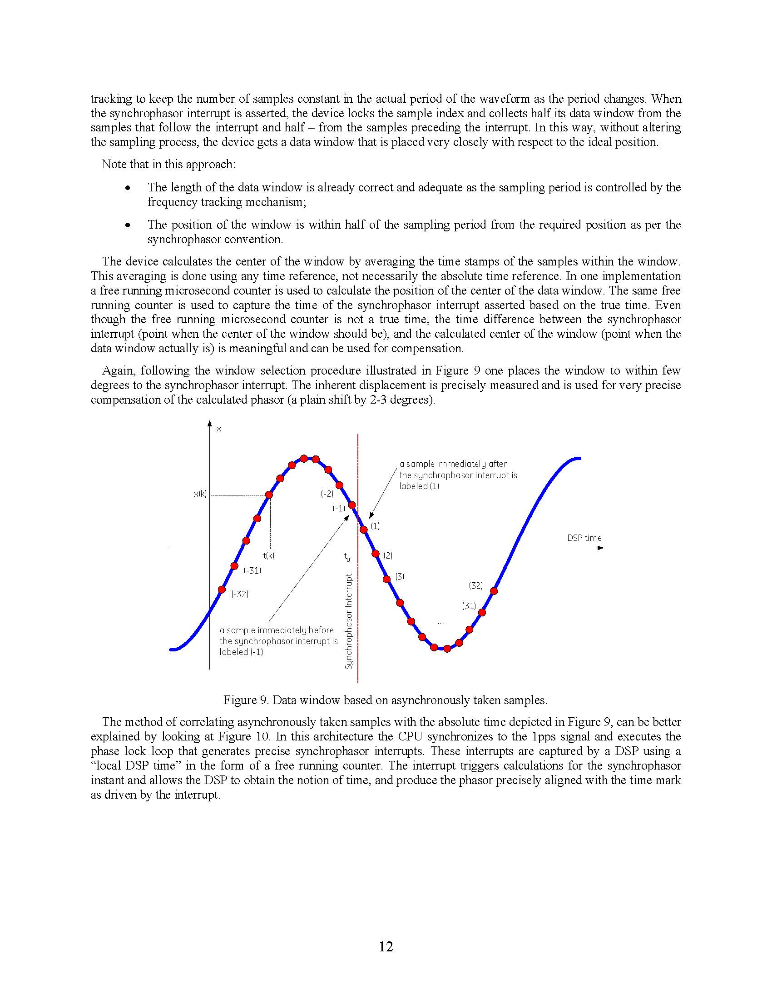 tracking to keep the number of samples constant in the actual period of the waveform as the period changes. When
the synchrophasor interrupt is asserted, the device locks the sample index and collects half its data window from the
samples that follow the interrupt and half – from the samples preceding the interrupt. In this way, without altering
the sampling process, the device gets a data window that is placed very closely with respect to the ideal position.
Note that in this approach:
• The length of the data window is already correct and adequate as the sampling period is controlled by the
frequency tracking mechanism;
• The position of the window is within half of the sampling period from the required position as per the
synchrophasor convention.
The device calculates the center of the window by averaging the time stamps of the samples within the window.
This averaging is done using any time reference, not necessarily the absolute time reference. In one implementation
a free running microsecond counter is used to calculate the position of the center of the data window. The same free
running counter is used to capture the time of the synchrophasor interrupt asserted based on the true time. Even
though the free running microsecond counter is not a true time, the time difference between the synchrophasor
interrupt (point when the center of the window should be), and the calculated center of the window (point when the
data window actually is) is meaningful and can be used for compensation.
Again, following the window selection procedure illustrated in Figure 9 one places the window to within few
degrees to the synchrophasor interrupt. The inherent displacement is precisely measured and is used for very precise
compensation of the calculated phasor (a plain shift by 2-3 degrees).
x
a sample immediately after
the synchrophasor interrupt is
labeled (1)
x(k)
(-2)
(-1)
(1)
DSP time
t(k)
t0
(2)
(-31)
(3)
(32)
(-32)
(31)
....
a sample immediately before
the synchrophasor interrupt is
labeled (-1)
Synchrophasor Interrupt
Figure 9. Data window based on asynchronously taken samples.
The method of correlating asynchronously taken samples with the absolute time depicted in Figure 9, can be better
explained by looking at Figure 10. In this architecture the CPU synchronizes to the 1pps signal and executes the
phase lock loop that generates precise synchrophasor interrupts. These interrupts are captured by a DSP using a
“local DSP time” in the form of a free running counter. The interrupt triggers calculations for the synchrophasor
instant and allows the DSP to obtain the notion of time, and produce the phasor precisely aligned with the time mark
as driven by the interrupt.
12